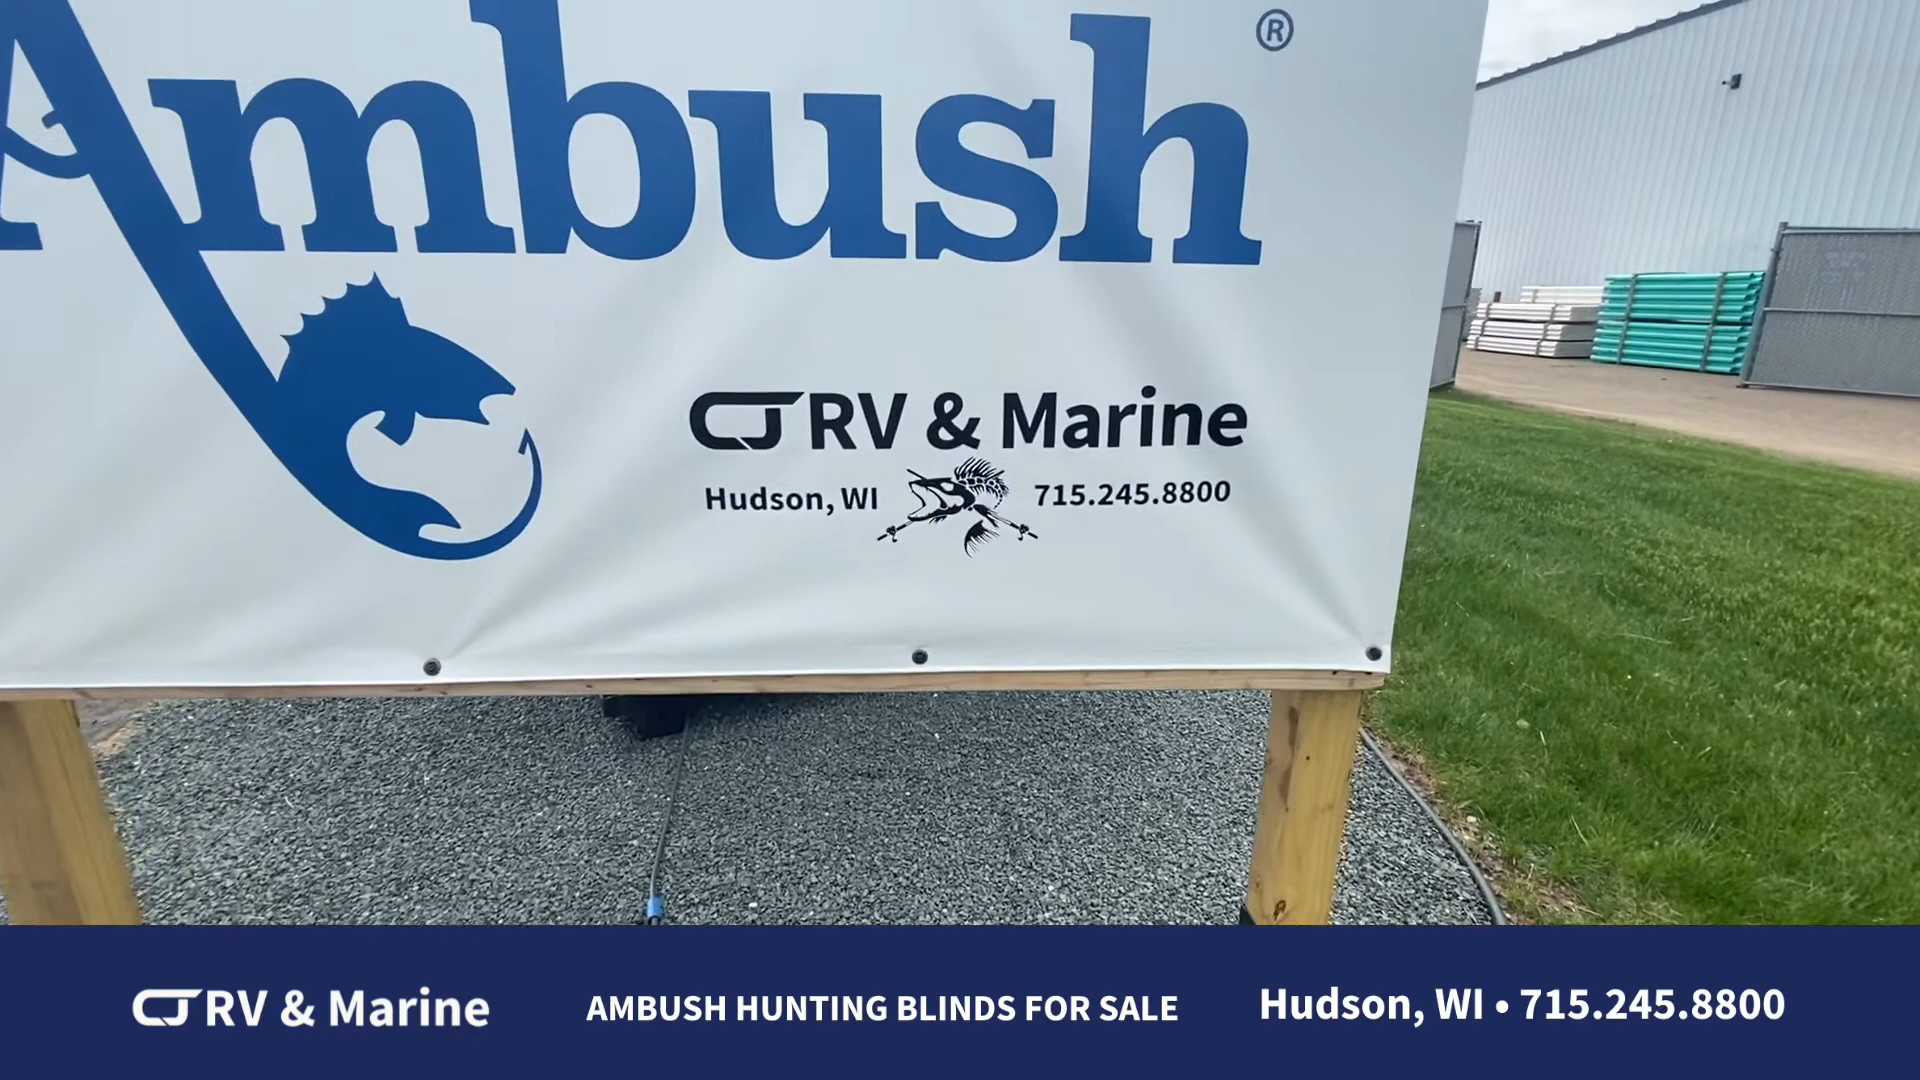 Ambush®
CJ RV & Marine
Hudson, WI 715.245.8800
CJ RV & Marine AMBUSH HUNTING BLINDS FOR SALE Hudson, WI • 715.245.8800